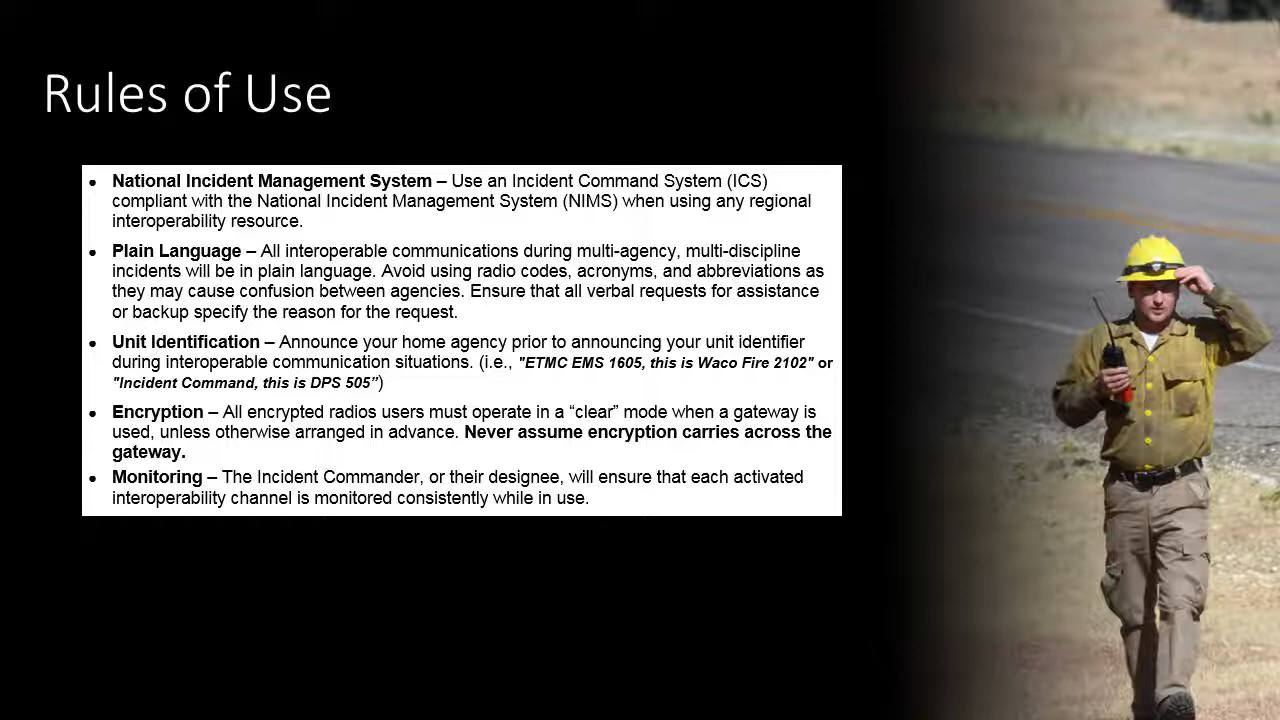 Rules of Use
• National Incident Management System – Use an Incident Command System (ICS)
compliant with the National Incident Management System (NIMS) when using any regional
interoperability resource.
• Plain Language – All interoperable communications during multi-agency, multi-discipline
incidents will be in plain language. Avoid using radio codes, acronyms, and abbreviations as
they may cause confusion between agencies. Ensure that all verbal requests for assistance
or backup specify the reason for the request.
• Unit Identification – Announce your home agency prior to announcing your unit identifier
during interoperable communication situations. (i.e., "ETMC EMS 1605, this is Waco Fire 2102" or
"Incident Command, this is DPS 505”)
• Encryption – All encrypted radios users must operate in a “clear” mode when a gateway is
used, unless otherwise arranged in advance. Never assume encryption carries across the
gateway.
• Monitoring – The Incident Commander, or their designee, will ensure that each activated
interoperability channel is monitored consistently while in use.